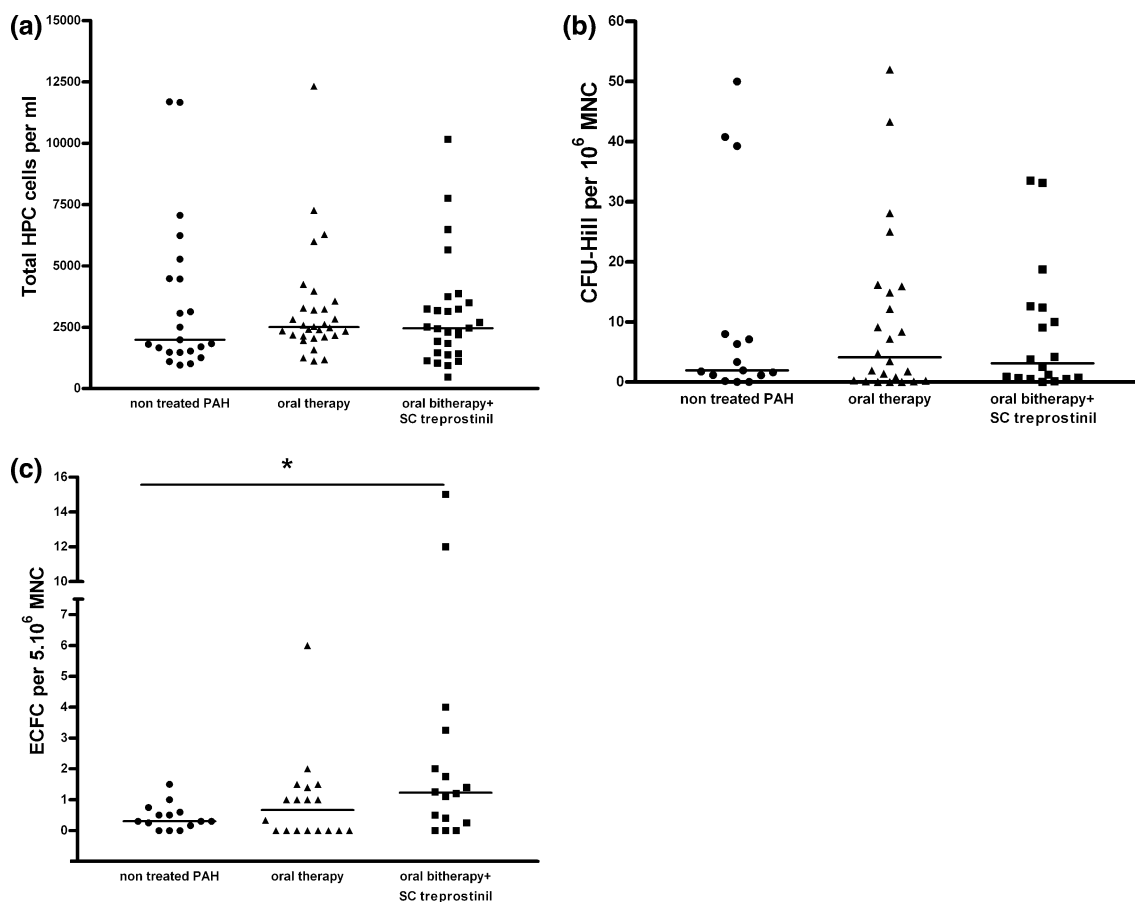 (a)
Total HPC cells per ml
15000
12500
10000
7500
5000
2500
0
non treated PAH
oral therapy
oral bitherapy+
SC treprostinil
(b)
CFU-Hill per 10⁶ MNC
60
50
40
30
20
10
0
non treated PAH
oral therapy
oral bitherapy+
SC treprostinil
(c)
ECFC per 5.10⁶ MNC
16
14
12
10
7
6
5
4
3
2
1
0
*
non treated PAH
oral therapy
oral bitherapy+
SC treprostinil